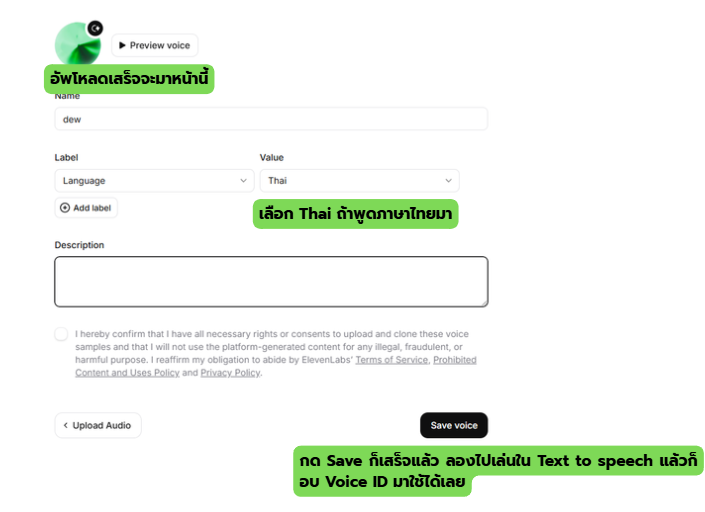 Preview voice
อัพโหลดเสร็จจะมาหน้านี้
Name
dew
Label
Value
Language
Thai
Add label
เลือก Thai ถ้าพูดภาษาไทยมา
Description
I hereby confirm that I have all necessary rights or consents to upload and clone these voice
samples and that I will not use the platform-generated content for any illegal, fraudulent, or
harmful purpose. I reaffirm my obligation to abide by ElevenLabs' Terms of Service, Prohibited
Content and Uses Policy and Privacy Policy.
Upload Audio
Save voice
กด Save ก็เสร็จแล้ว ลองไปเล่นใน Text to speech แล้วก็
อบ Voice ID มาใช้ได้เลย